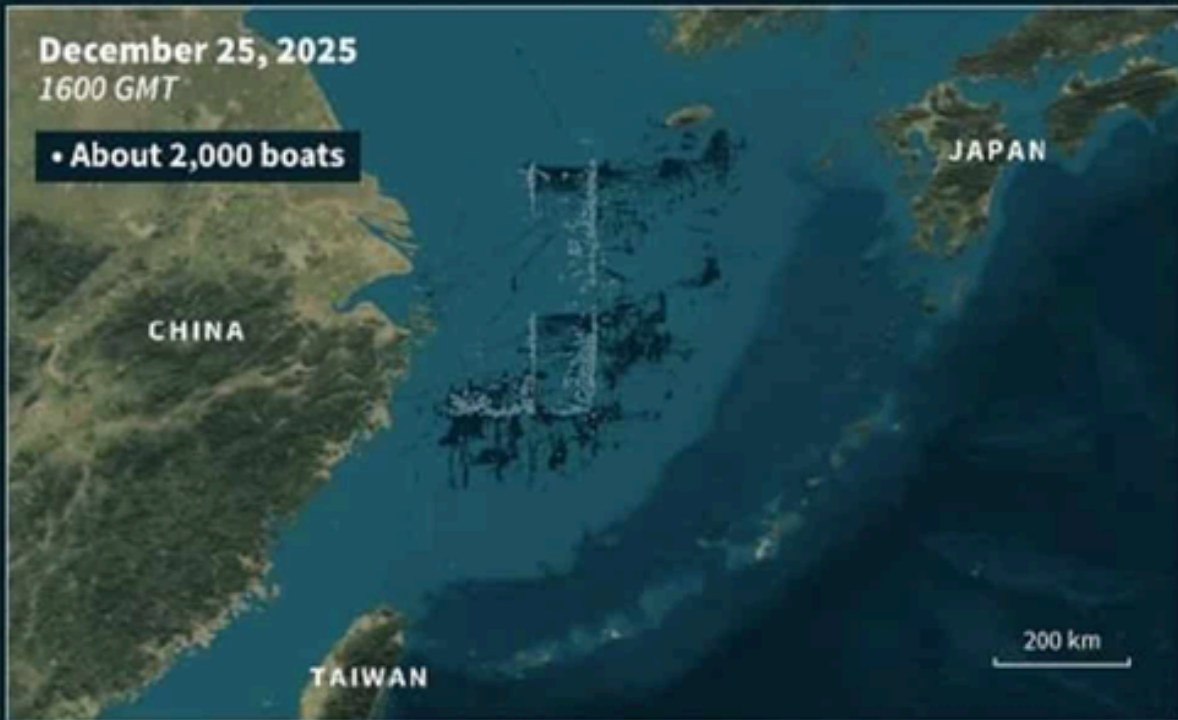 December 25, 2025
1600 GMT
• About 2,000 boats
JAPAN
CHINA
200 km
TAIWAN